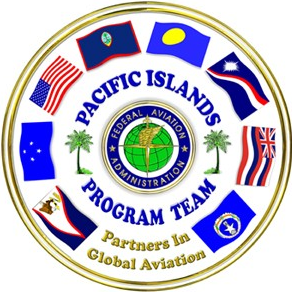 PACIFIC ISLANDS
FEDERAL AVIATION
ADMINISTRATION
PROGRAM TEAM
Partners In
Global Aviation